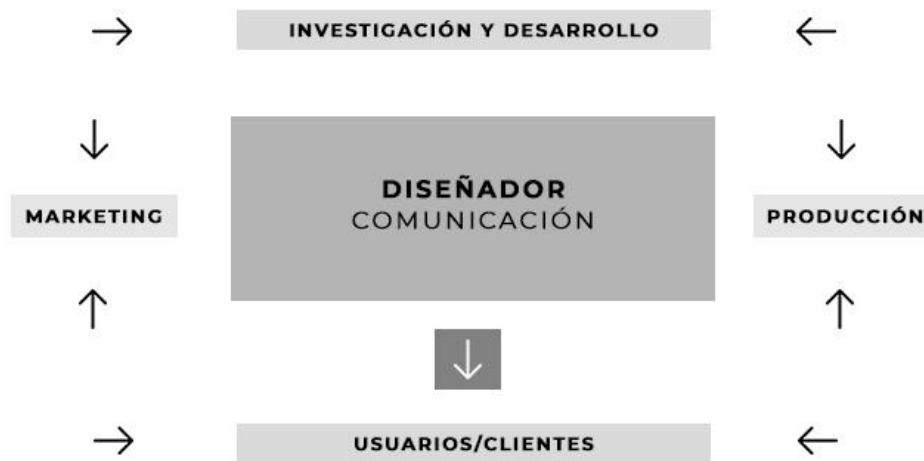 INVESTIGACIÓN Y DESARROLLO
DISEÑADOR
COMUNICACIÓN
MARKETING
PRODUCCIÓN
USUARIOS/CLIENTES